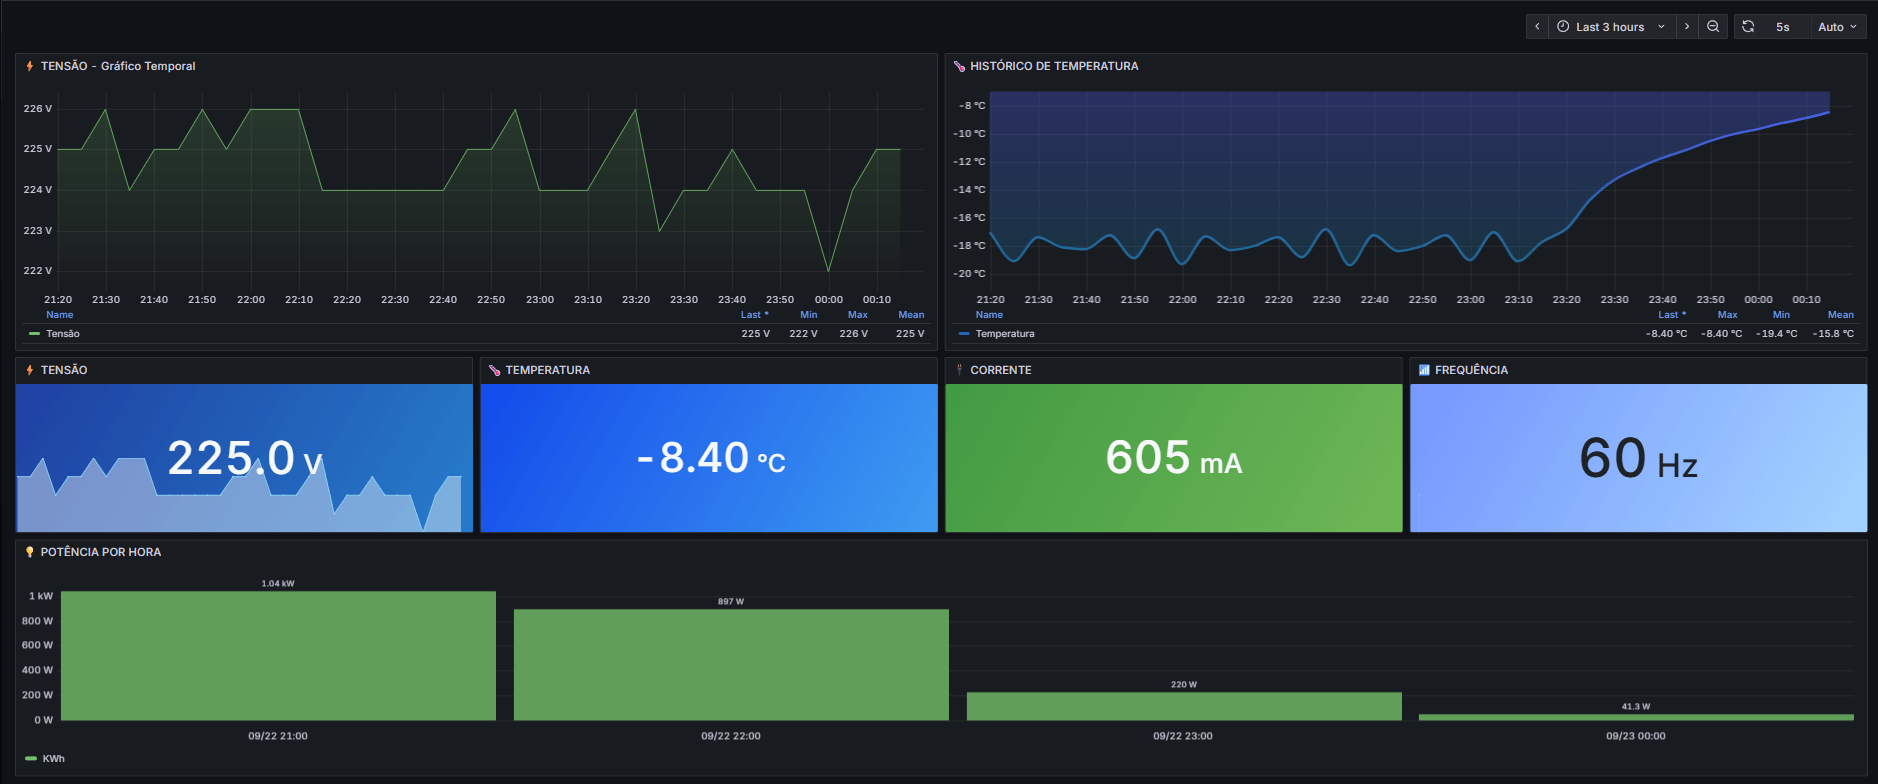 Last 3 hours 5s Auto
TENSÃO - Gráfico Temporal
226 V
225 V
224 V
223 V
222 V
21:20 21:30 21:40 21:50 22:00 22:10 22:20 22:30 22:40 22:50 23:00 23:10 23:20 23:30 23:40 23:50 00:00 00:10
Name Last * Min Max Mean
Tensão 225 V 222 V 226 V 225 V
HISTÓRICO DE TEMPERATURA
-8 °C
-10 °C
-12 °C
-14 °C
-16 °C
-18 °C
-20 °C
21:20 21:30 21:40 21:50 22:00 22:10 22:20 22:30 22:40 22:50 23:00 23:10 23:20 23:30 23:40 23:50 00:00 00:10
Name Last * Max Min Mean
Temperatura -8.40 °C -8.40 °C -19.4 °C -15.8 °C
TENSÃO
225.0 V
TEMPERATURA
-8.40 °C
CORRENTE
605 mA
FREQUÊNCIA
60 Hz
POTÊNCIA POR HORA
1 kW
800 W
600 W
400 W
200 W
0 W
1.04 kW
897 W
220 W
41.3 W
09/22 21:00 09/22 22:00 09/22 23:00 09/23 00:00
KWh